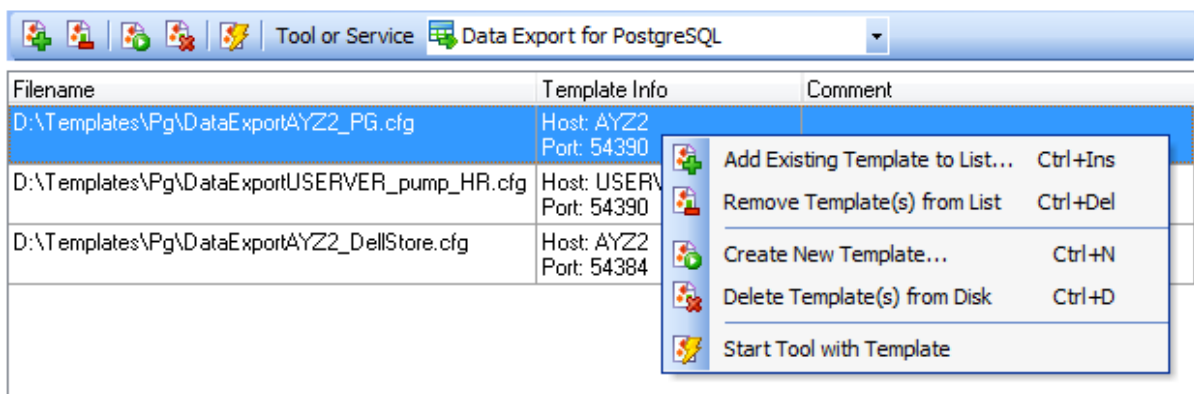 Tool or Service Data Export for PostgreSQL
Filename Template Info Comment
D:\Templates\Pg\DataExportAYZ2_PG.cfg Host: AYZ2
Port: 54390
D:\Templates\Pg\DataExportUSERVER_pump_HR.cfg Host: USERV
Port: 54390
D:\Templates\Pg\DataExportAYZ2_DellStore.cfg Host: AYZ2
Port: 54384
Add Existing Template to List... Ctrl+Ins
Remove Template(s) from List Ctrl+Del
Create New Template... Ctrl+N
Delete Template(s) from Disk Ctrl+D
Start Tool with Template